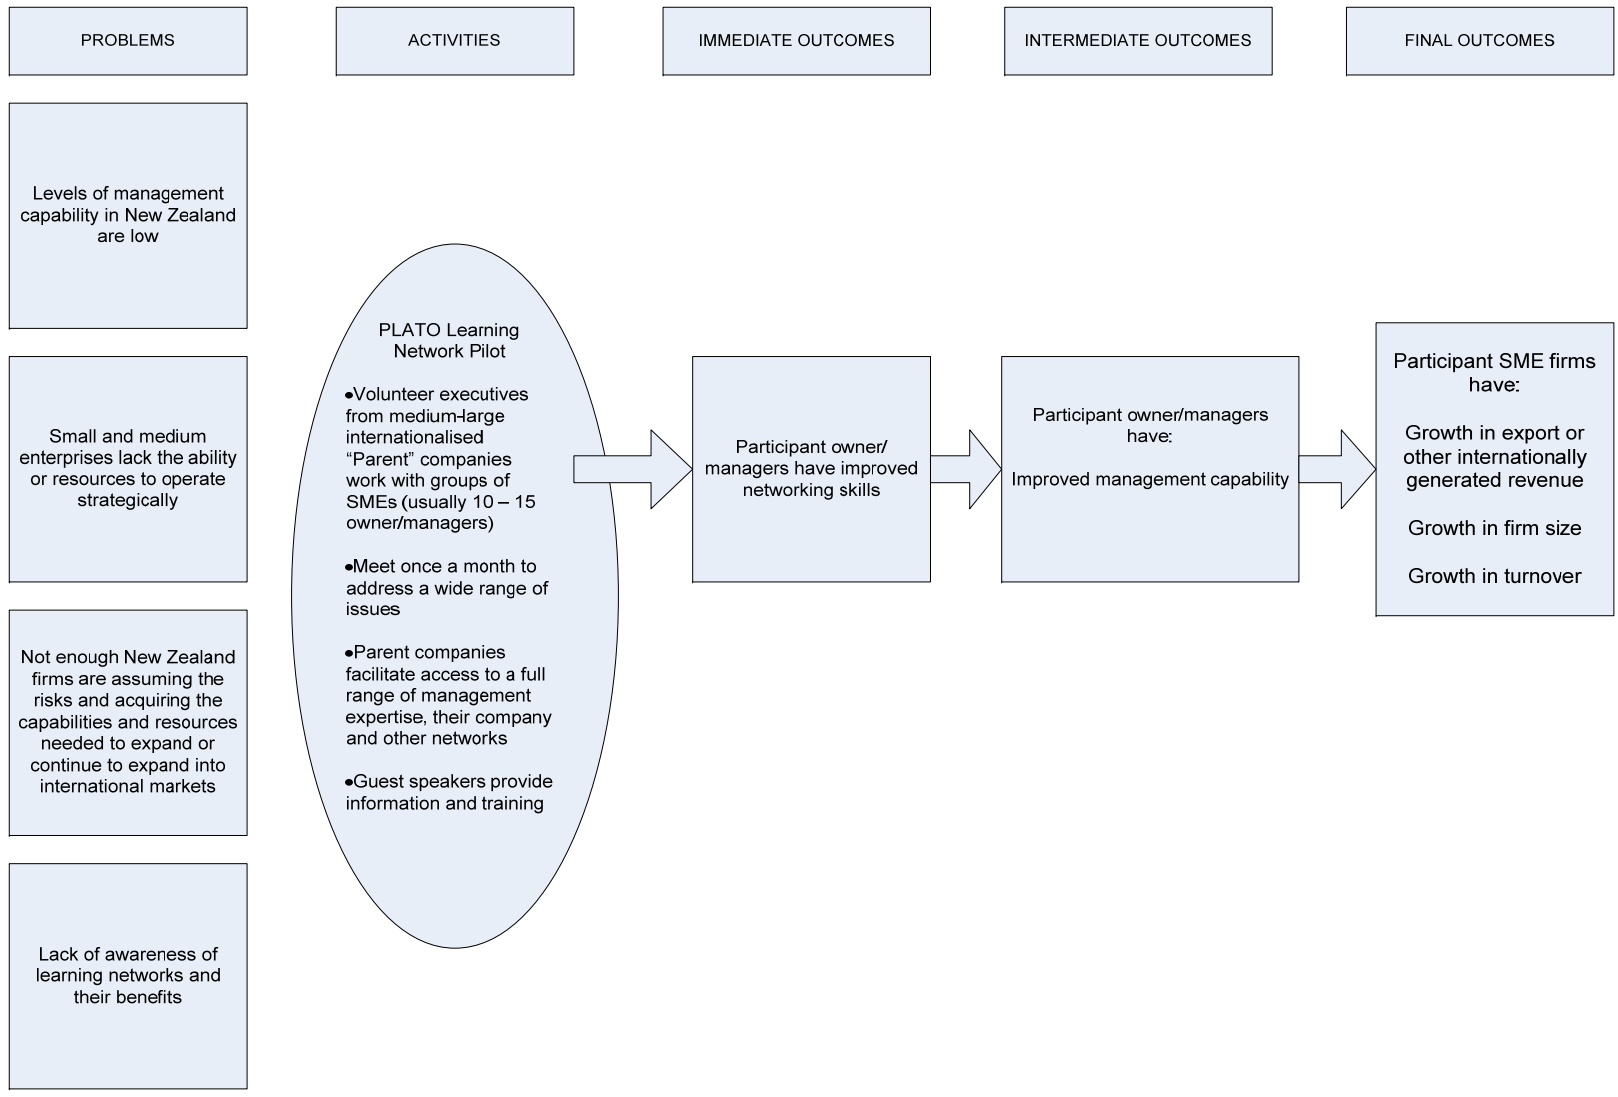 PROBLEMS
ACTIVITIES
IMMEDIATE OUTCOMES
INTERMEDIATE OUTCOMES
FINAL OUTCOMES
Levels of management
capability in New Zealand
are low
Small and medium
enterprises lack the ability
or resources to operate
strategically
Not enough New Zealand
firms are assuming the
risks and acquiring the
capabilities and resources
needed to expand or
continue to expand into
international markets
Lack of awareness of
learning networks and
their benefits
PLATO Learning
Network Pilot
•Volunteer executives
from medium-large
internationalised
“Parent” companies
work with groups of
SMEs (usually 10 – 15
owner/managers)
•Meet once a month to
address a wide range of
issues
•Parent companies
facilitate access to a full
range of management
expertise, their company
and other networks
•Guest speakers provide
information and training
Participant owner/
managers have improved
networking skills
Participant owner/managers
have:
Improved management capability
Participant SME firms
have:
Growth in export or
other internationally
generated revenue
Growth in firm size
Growth in turnover